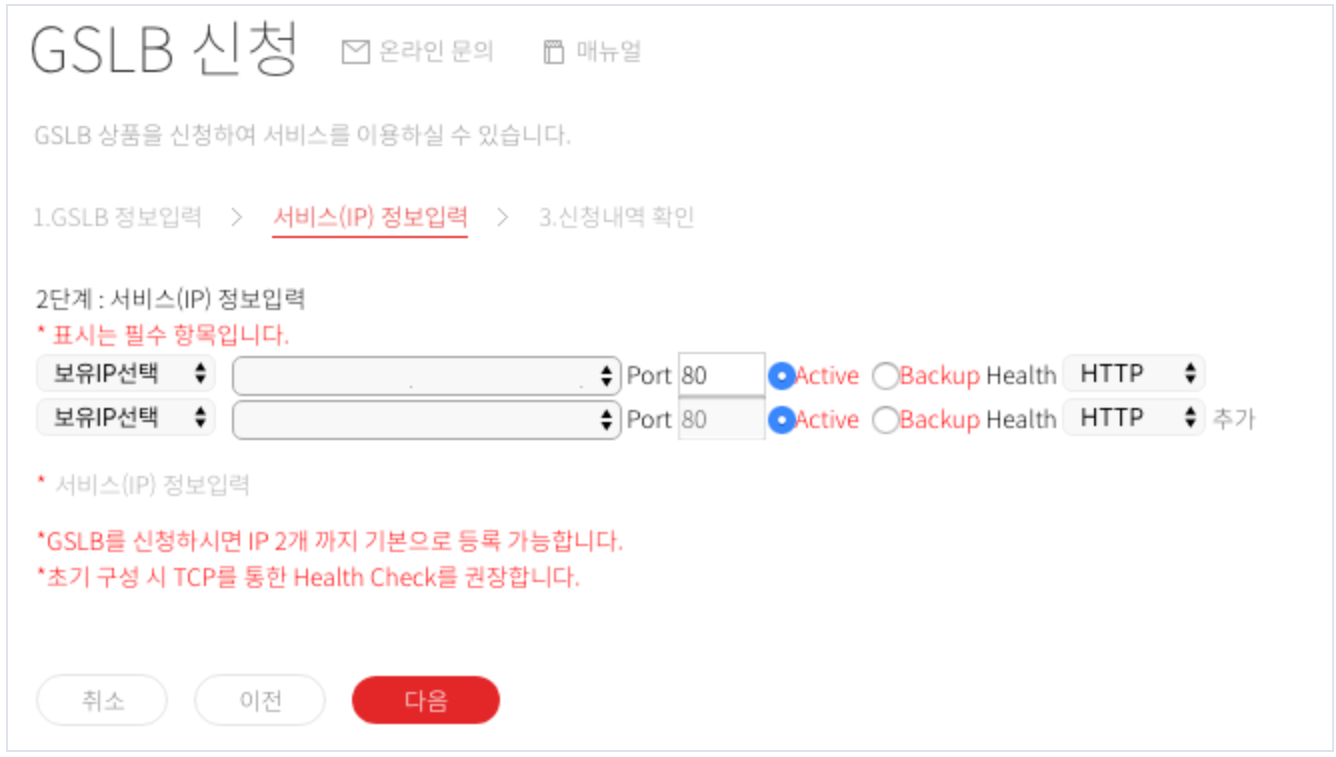 GSLB 신청 온라인 문의 매뉴얼
GSLB 상품을 신청하여 서비스를 이용하실 수 있습니다.
1.GSLB 정보입력 > 서비스(IP) 정보입력 > 3.신청내역 확인
2단계 : 서비스(IP) 정보입력
* 표시는 필수 항목입니다.
보유IP선택 Port 80 Active Backup Health HTTP
보유IP선택 Port 80 Active Backup Health HTTP 추가
* 서비스(IP) 정보입력
*GSLB를 신청하시면 IP 2개 까지 기본으로 등록 가능합니다.
*초기 구성 시 TCP를 통한 Health Check를 권장합니다.
취소 이전 다음